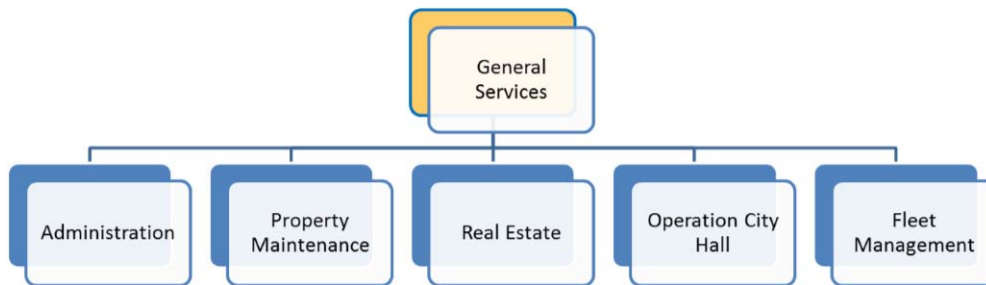 General
Services
Administration
Property
Maintenance
Real Estate
Operation City
Hall
Fleet
Management